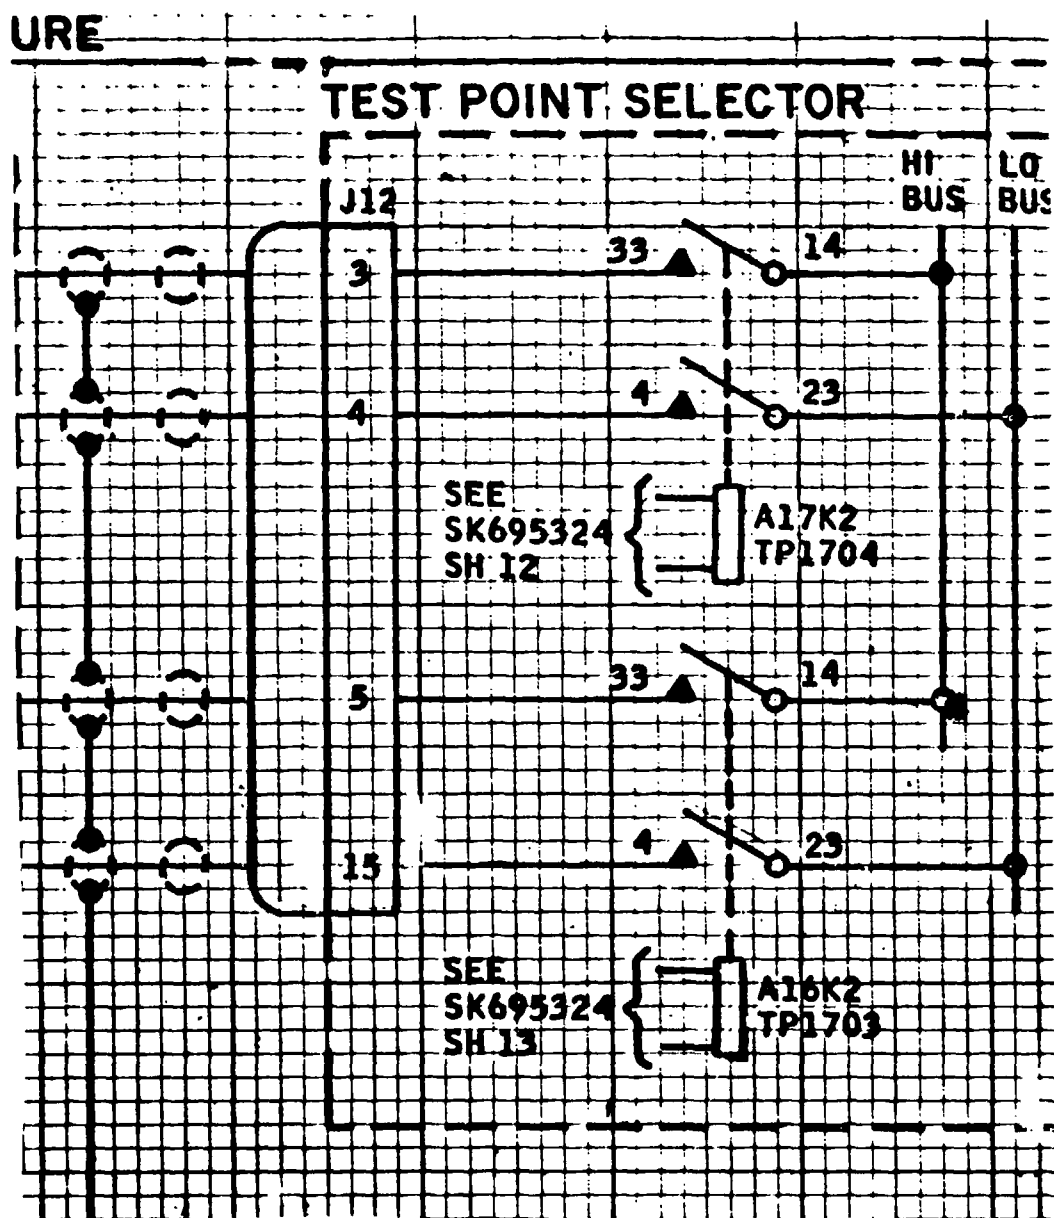 URE
TEST POINT SELECTOR
HI
BUS
LO
BUS
J12
3
33
14
4
4
23
SEE
SK695324
SH 12
A17K2
TP1704
5
33
14
15
4
23
SEE
SK695324
SH 13
A16K2
TP1703